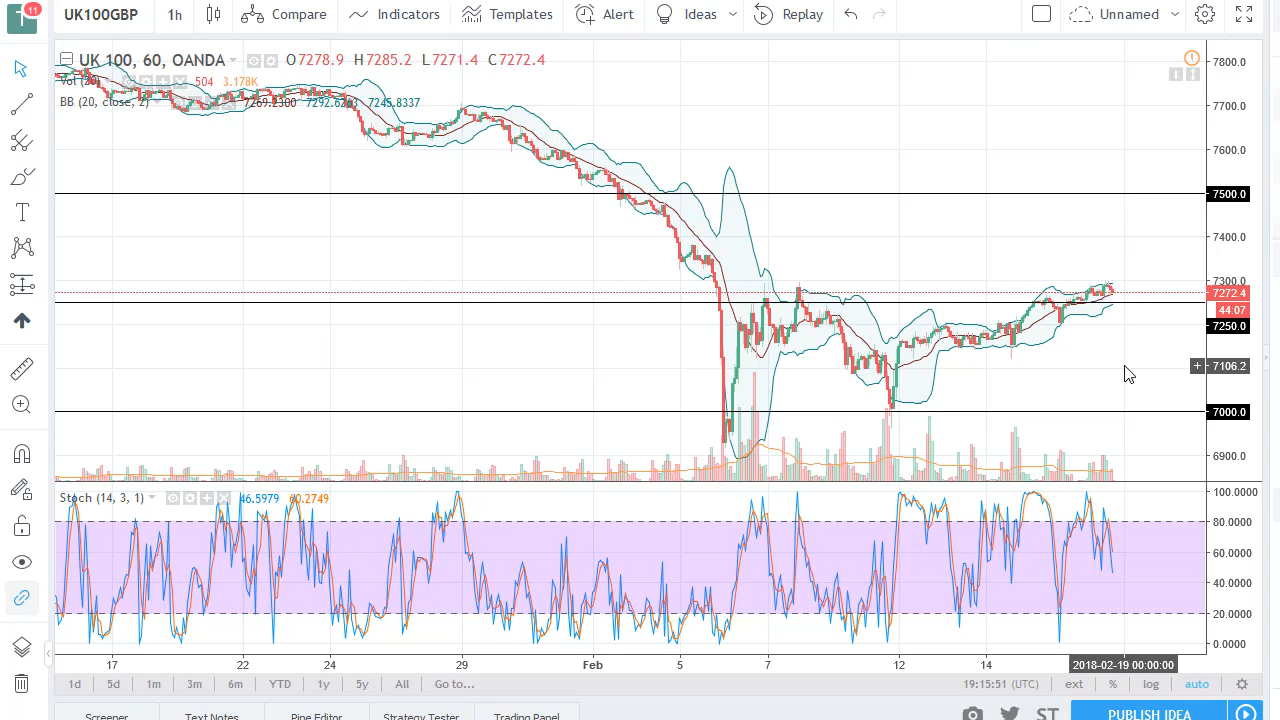 11
UK100GBP 1h Compare Indicators Templates Alert Ideas Replay Unnamed
UK 100, 60, OANDA O7278.9 H7285.2 L7271.4 C7272.4
Vol (20) 504 3.178K
BB (20, close, 2) 7269.2300 7245.8337
7800.0
7700.0
7600.0
7500.0
7400.0
7300.0
7272.4
44:07
7250.0
7106.2
7000.0
6900.0
Stoch (14, 3, 1) 46.5979 60.2749
100.0000
80.0000
60.0000
40.0000
20.0000
0.0000
17 22 24 29 Feb 5 7 12 14 2018-02-19 00:00:00
1d 5d 1m 3m 6m YTD 1y 5y All Go to... 19:15:51 (UTC) ext % log auto
Screener Text Notes Pine Editor Strategy Tester Trading Panel ST PUBLISH IDEA